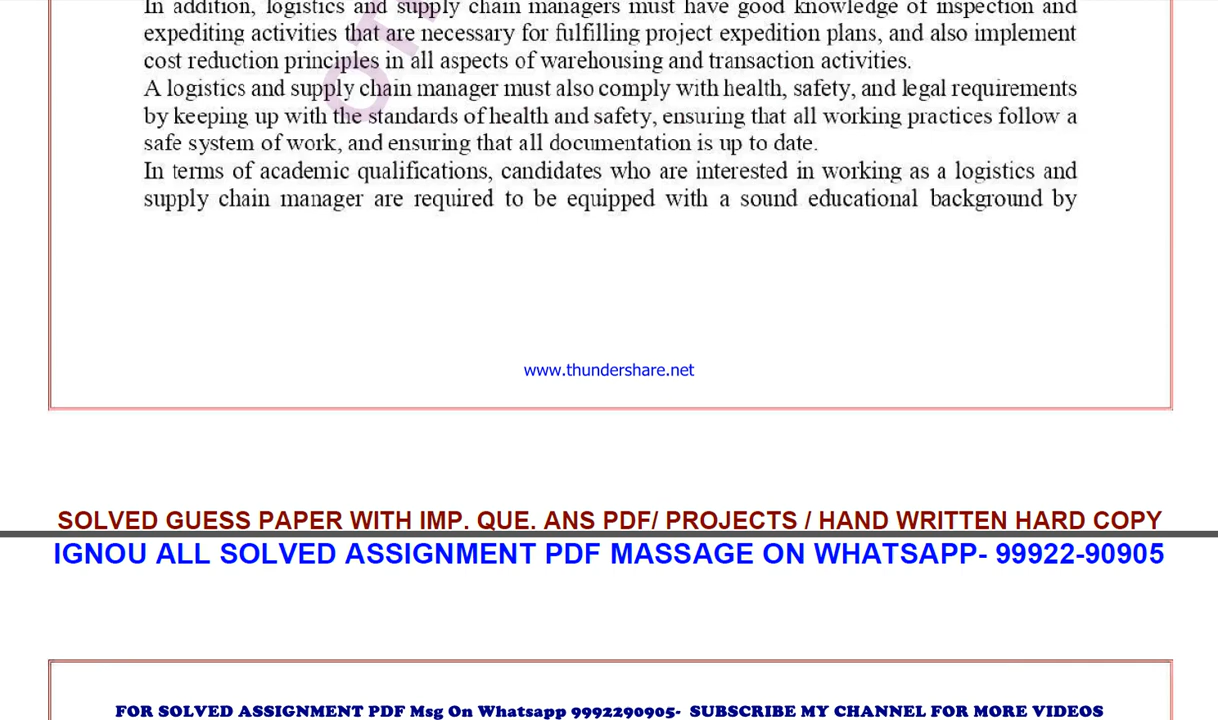 In addition, logistics and supply chain managers must have good knowledge of inspection and
expediting activities that are necessary for fulfilling project expedition plans, and also implement
cost reduction principles in all aspects of warehousing and transaction activities.
A logistics and supply chain manager must also comply with health, safety, and legal requirements
by keeping up with the standards of health and safety, ensuring that all working practices follow a
safe system of work, and ensuring that all documentation is up to date.
In terms of academic qualifications, candidates who are interested in working as a logistics and
supply chain manager are required to be equipped with a sound educational background by
www.thundershare.net
SOLVED GUESS PAPER WITH IMP. QUE. ANS PDF/ PROJECTS / HAND WRITTEN HARD COPY
IGNOU ALL SOLVED ASSIGNMENT PDF MASSAGE ON WHATSAPP- 99922-90905
FOR SOLVED ASSIGNMENT PDF Msg On Whatsapp 9992290905- SUBSCRIBE MY CHANNEL FOR MORE VIDEOS